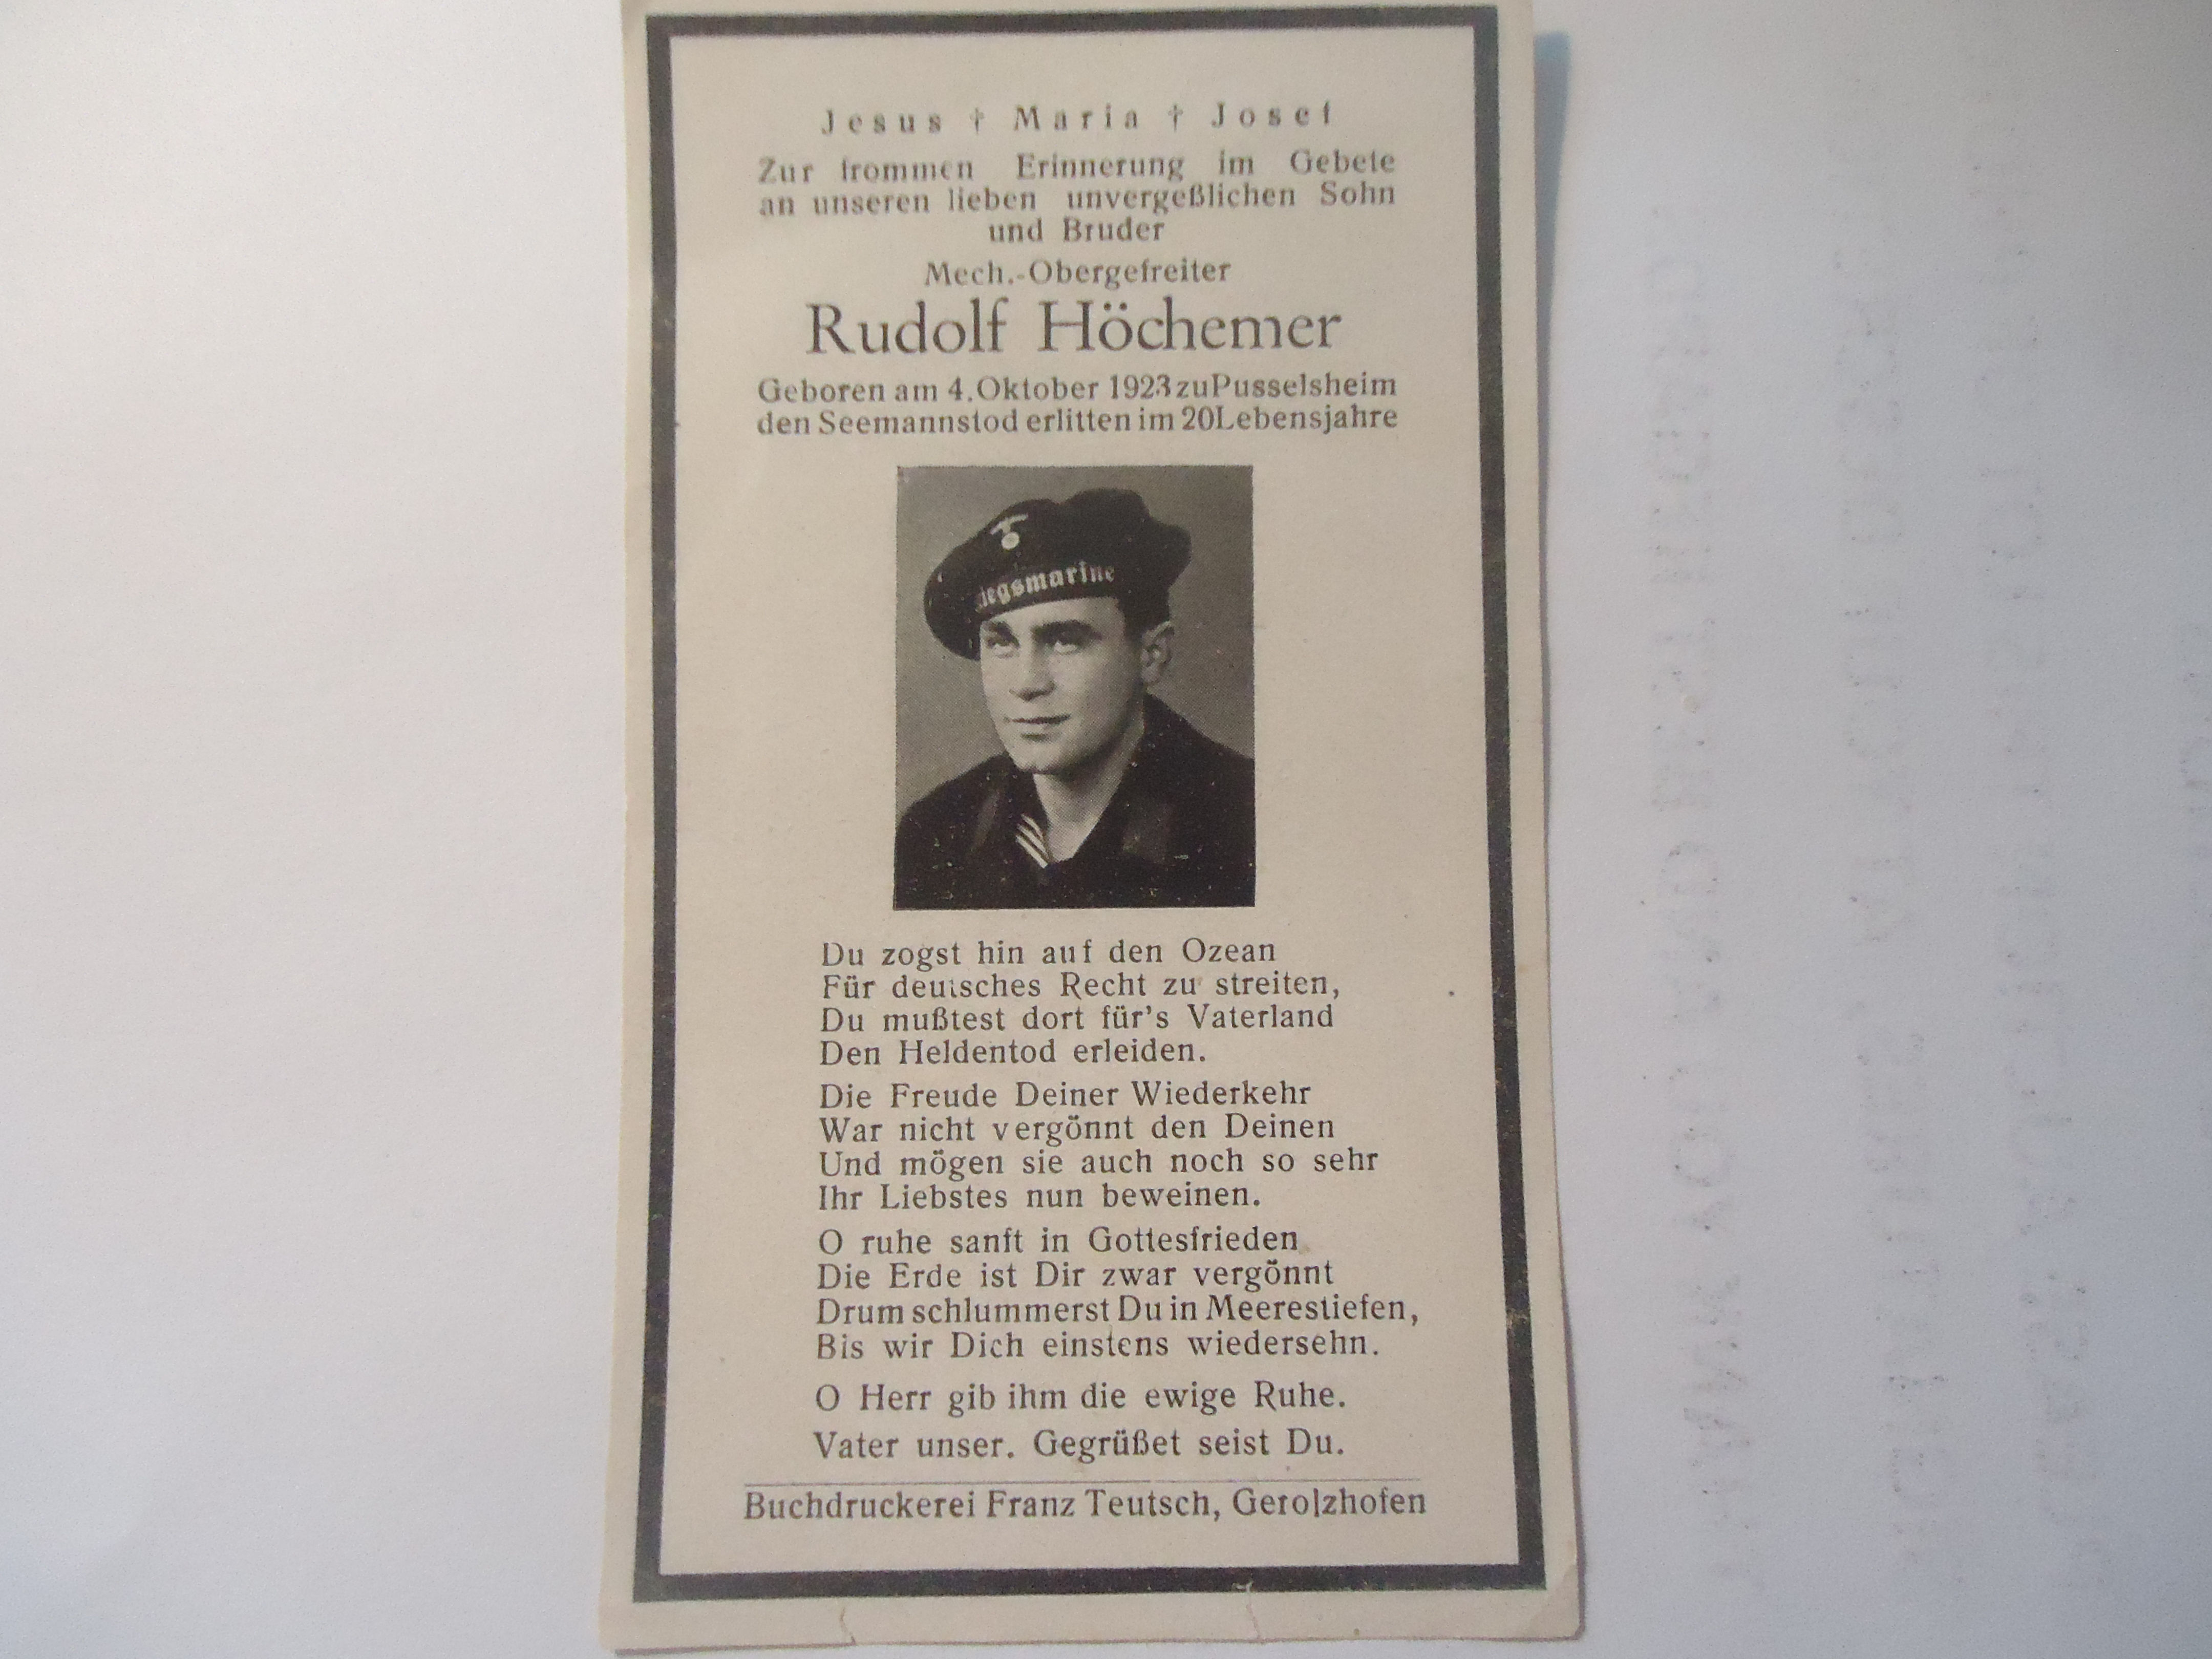 Jesus † Maria † Josef
Zur frommen Erinnerung im Gebete
an unseren lieben unvergeßlichen Sohn
und Bruder
Mech.-Obergefreiter
Rudolf Höchemer
Geboren am 4. Oktober 1923 zu Pusselsheim
den Seemannstod erlitten im 20 Lebensjahre
iegsmarine
Du zogst hin auf den Ozean
Für deutsches Recht zu streiten,
Du mußtest dort für's Vaterland
Den Heldentod erleiden.
Die Freude Deiner Wiederkehr
War nicht vergönnt den Deinen
Und mögen sie auch noch so sehr
Ihr Liebstes nun beweinen.
O ruhe sanft in Gottesfrieden
Die Erde ist Dir zwar vergönnt
Drum schlummerst Du in Meerestiefen,
Bis wir Dich einstens wiedersehn.
O Herr gib ihm die ewige Ruhe.
Vater unser. Gegrüßet seist Du.
Buchdruckerei Franz Teutsch, Gerolzhofen